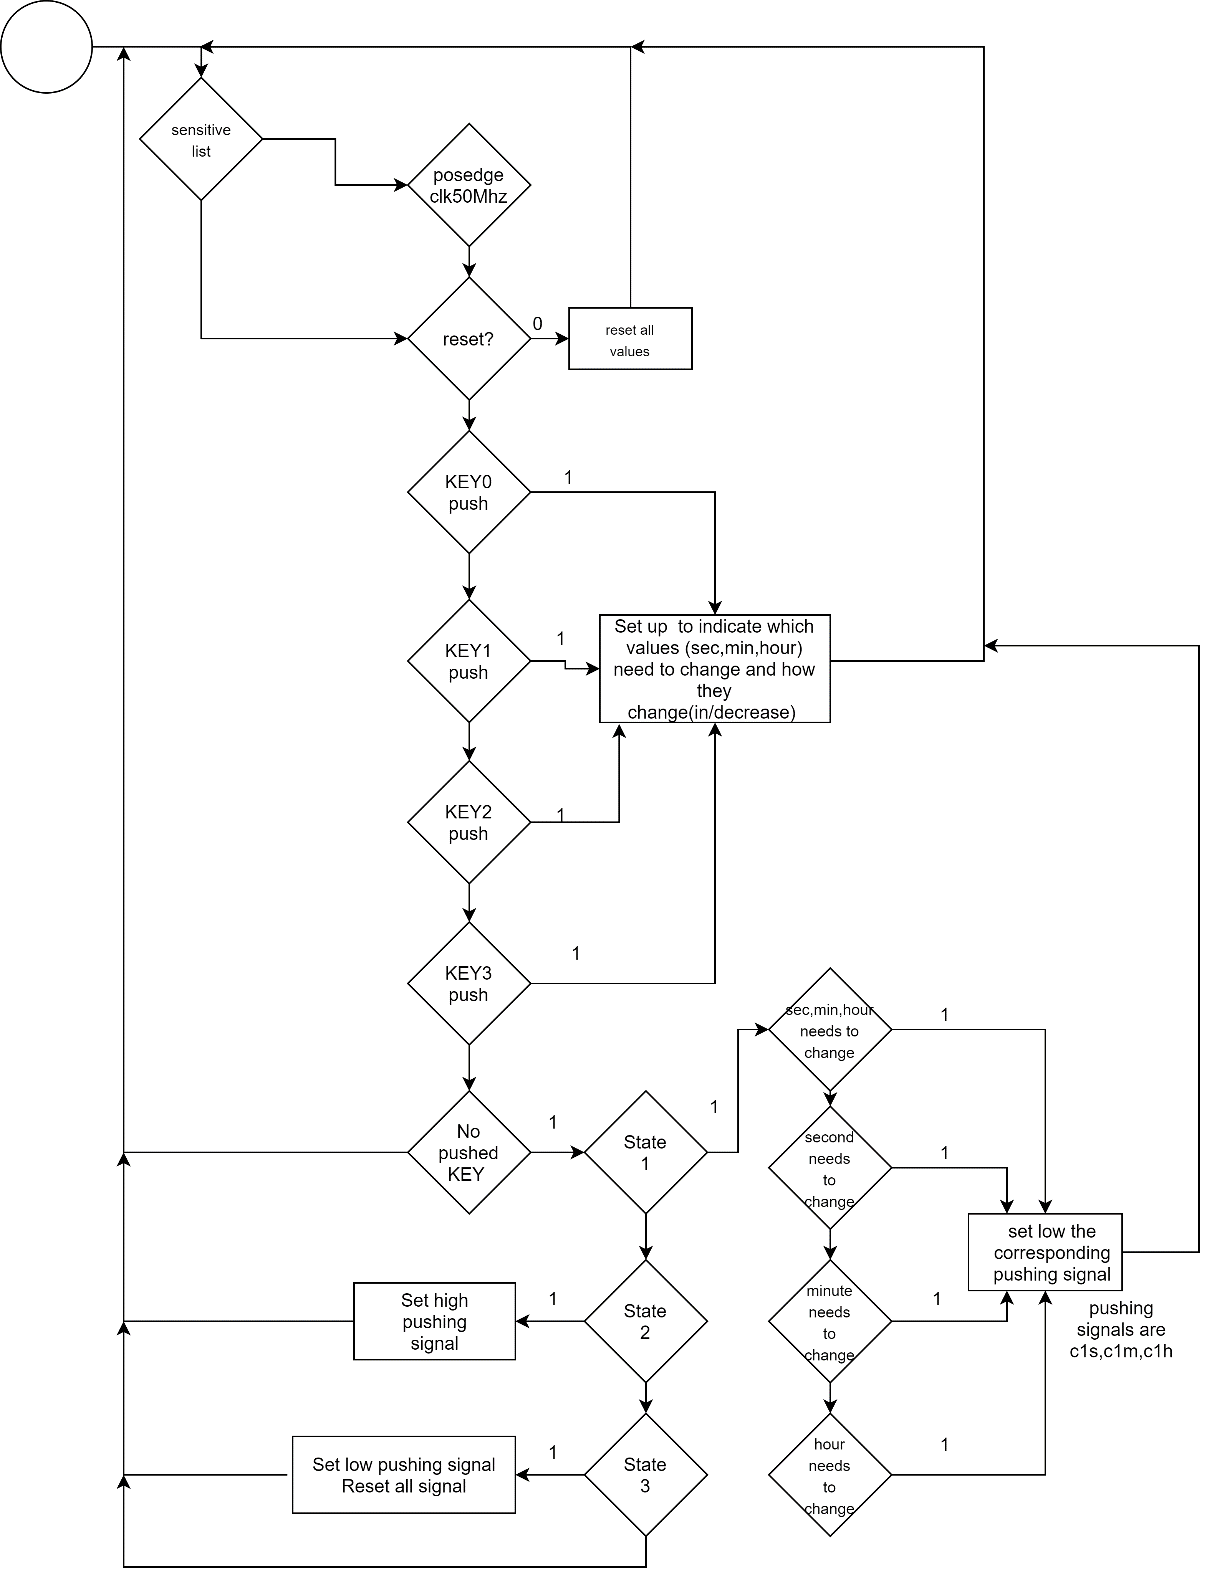 sensitive
list
posedge
clk50Mhz
reset?
0
reset all
values
KEY0
push
1
Set up  to indicate which
values (sec,min,hour)
need to change and how
they
change(in/decrease)
KEY1
push
1
KEY2
push
1
KEY3
push
1
sec,min,hour
needs to
change
1
No
pushed
KEY
1
State
1
1
second
needs
to
change
1
set low the
corresponding
pushing signal
pushing
signals are
c1s,c1m,c1h
Set high
pushing
signal
1
State
2
minute
needs
to
change
1
Set low pushing signal
Reset all signal
1
State
3
hour
needs
to
change
1